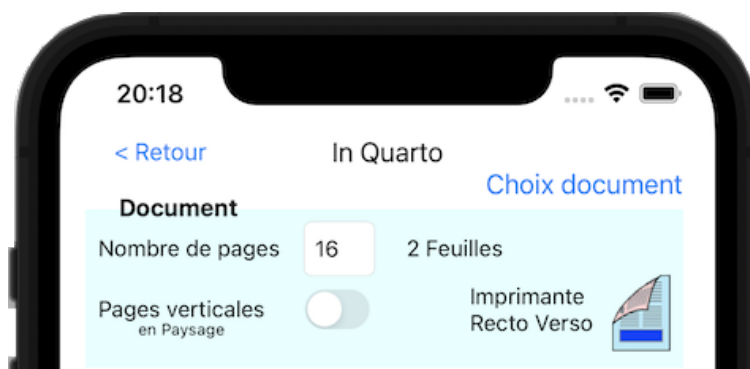 20:18
< Retour
In Quarto
Choix document
Document
Nombre de pages
16
2 Feuilles
Pages verticales
en Paysage
Imprimante
Recto Verso